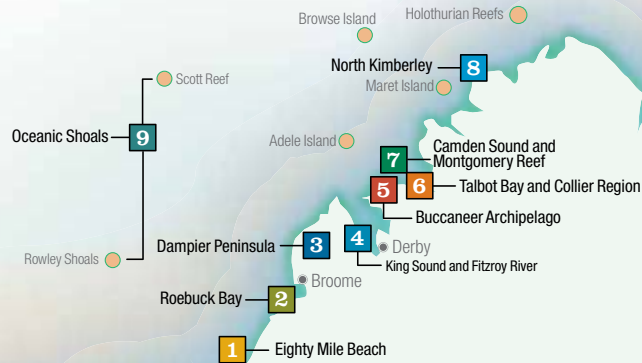 Holothurian Reefs
Browse Island
North Kimberley
8
Scott Reef
Maret Island
Oceanic Shoals
9
Adele Island
7
Camden Sound and
Montgomery Reef
5
6
Talbot Bay and Collier Region
Buccaneer Archipelago
Dampier Peninsula
3
4
Derby
Rowley Shoals
King Sound and Fitzroy River
Broome
Roebuck Bay
2
1
Eighty Mile Beach